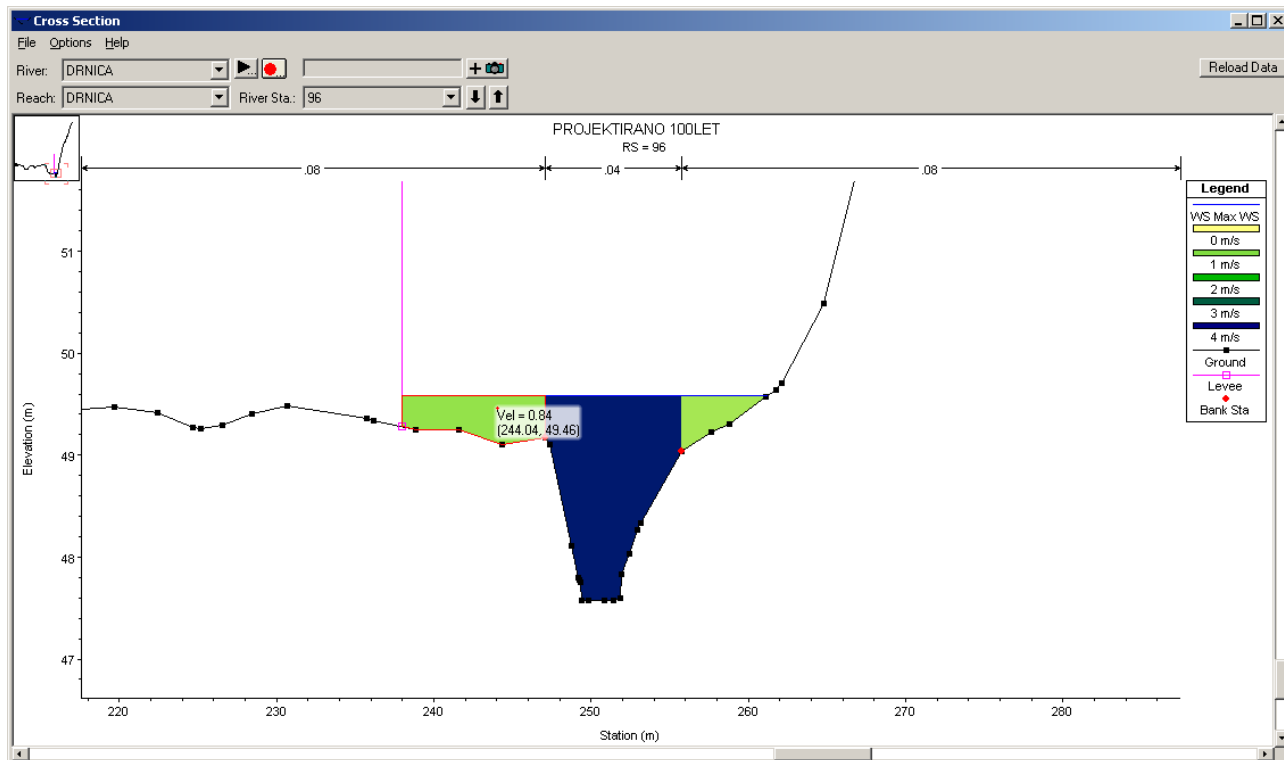 Cross Section
File Options Help
River: DRNICA
Reload Data
Reach: DRNICA River Sta.: 96
PROJEKTIRANO 100LET
RS = 96
.08 .04 .08
Legend
WS Max WS
0 m/s
1 m/s
2 m/s
3 m/s
4 m/s
Ground
Levee
Bank Sta
Vel = 0.84
(244.04, 49.46)
Elevation (m)
51
50
49
48
47
220 230 240 250 260 270 280
Station (m)